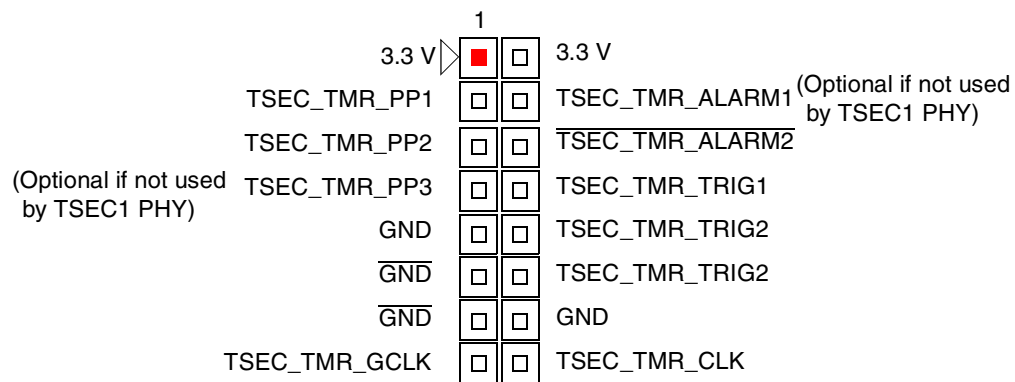 1
3.3 V 3.3 V
TSEC_TMR_PP1 TSEC_TMR_ALARM1 (Optional if not used
by TSEC1 PHY)
TSEC_TMR_PP2 TSEC_TMR_ALARM2
(Optional if not used TSEC_TMR_PP3 TSEC_TMR_TRIG1
by TSEC1 PHY)
GND TSEC_TMR_TRIG2
GND TSEC_TMR_TRIG2
GND GND
TSEC_TMR_GCLK TSEC_TMR_CLK